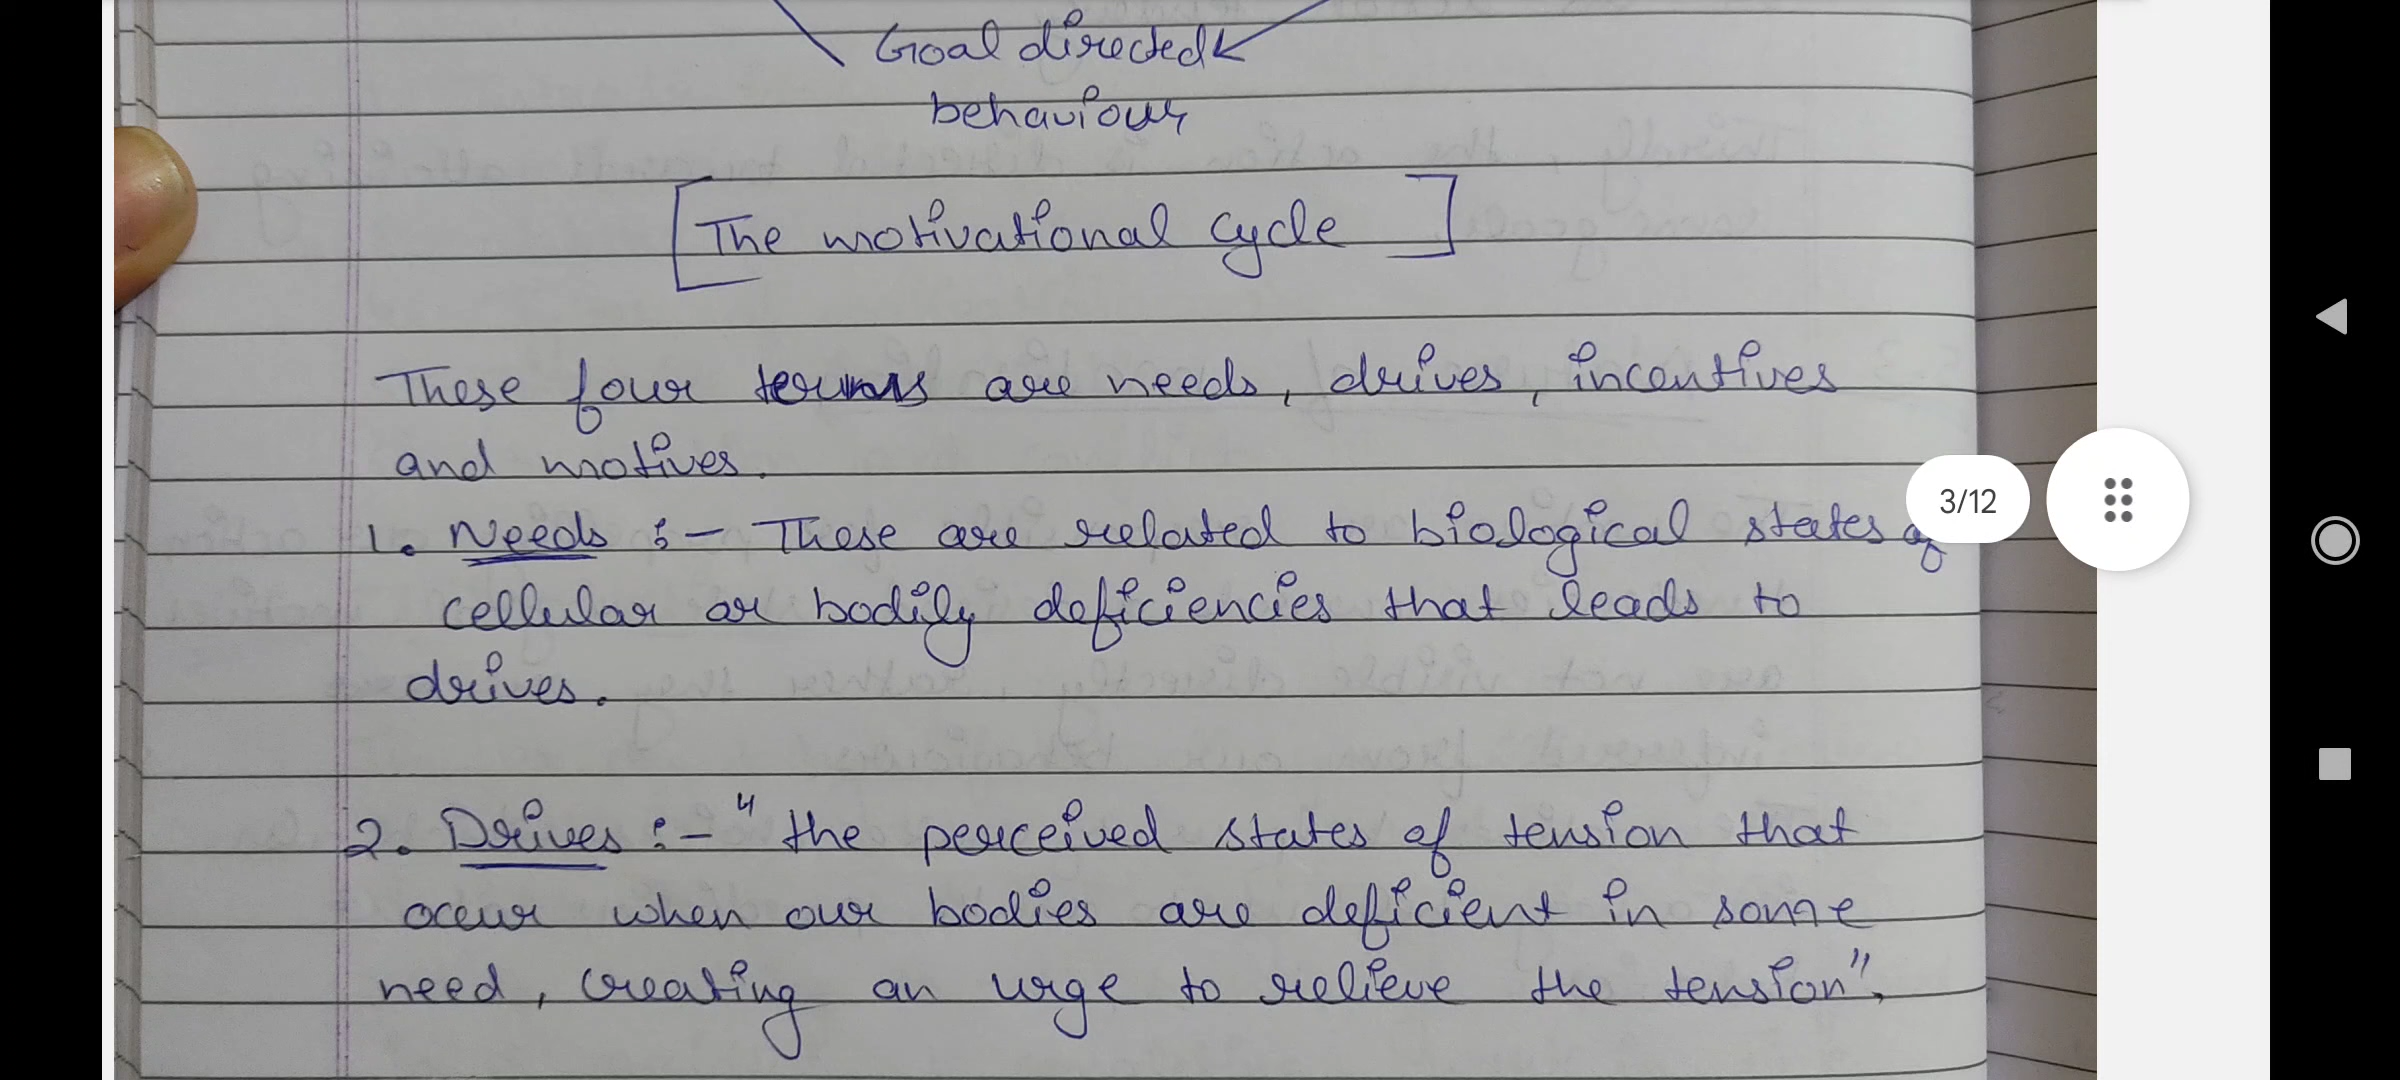 Goal directed
behaviour
[The motivational cycle]
These four terms are needs, drives, incentives
and motives.
1. Needs :- These are related to biological states of
cellular or bodily deficiencies that leads to
drives.
2. Drives :- "the perceived states of tension that
occur when our bodies are deficient in some
need, creating an urge to relieve the tension".
3/12